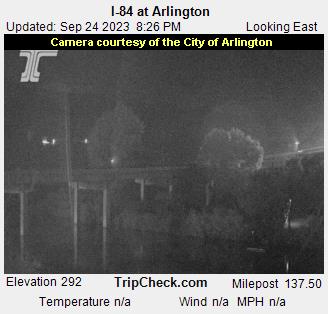 I-84 at Arlington
Updated: Sep 24 2023 8:26 PM Looking East
Camera courtesy of the City of Arlington
Elevation 292 TripCheck.com Milepost 137.50
Temperature n/a Wind n/a MPH n/a